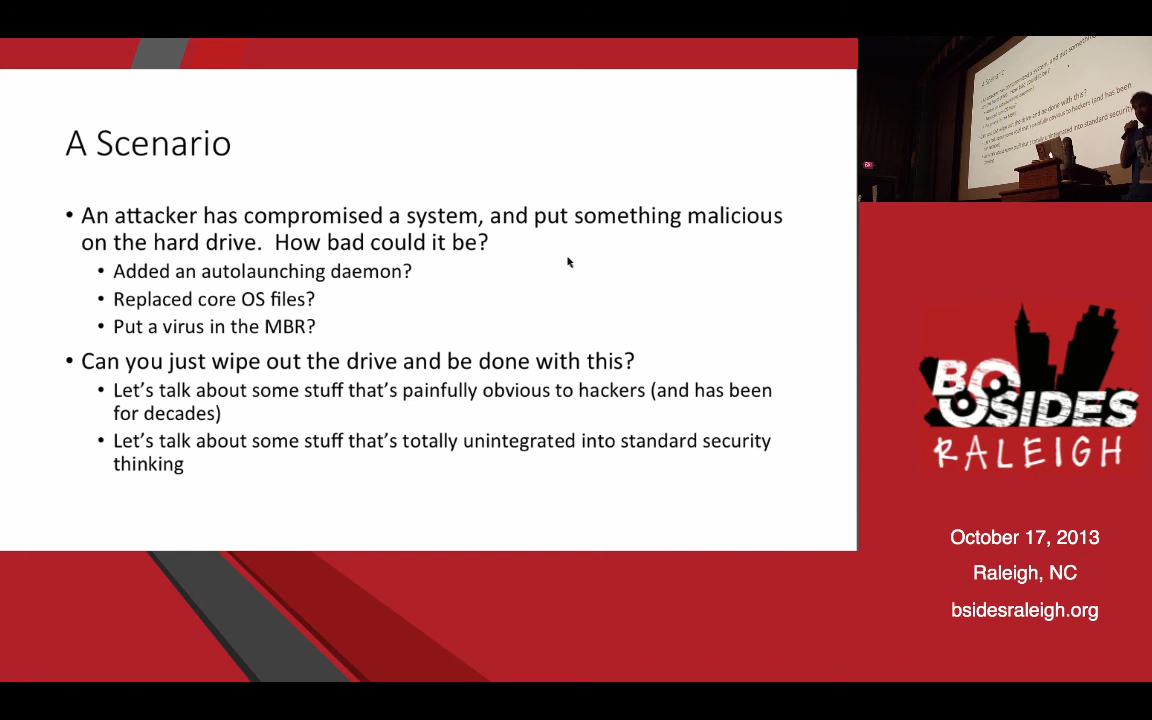 A Scenario
• An attacker has compromised a system, and put something malicious
on the hard drive.  How bad could it be?
• Added an autolaunching daemon?
• Replaced core OS files?
• Put a virus in the MBR?
• Can you just wipe out the drive and be done with this?
• Let's talk about some stuff that's painfully obvious to hackers (and has been
for decades)
• Let's talk about some stuff that's totally unintegrated into standard security
thinking
BSIDES
RALEIGH
October 17, 2013
Raleigh, NC
bsidesraleigh.org